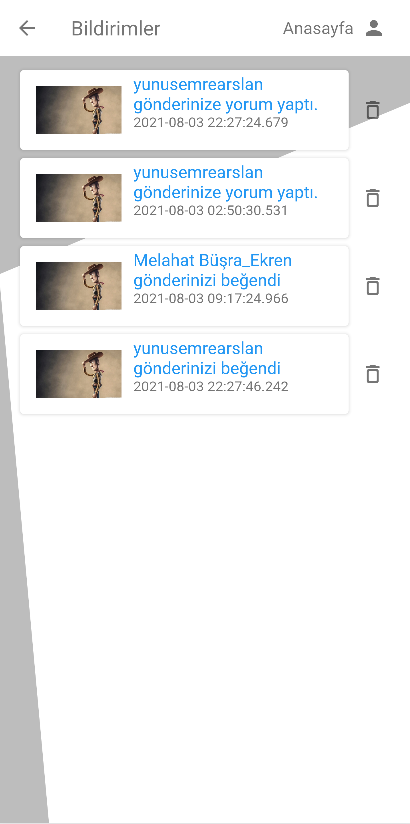 Bildirimler
Anasayfa
yunusemrearslan
gönderinize yorum yaptı.
2021-08-03 22:27:24.679
yunusemrearslan
gönderinize yorum yaptı.
2021-08-03 02:50:30.531
Melahat Büşra_Ekren
gönderinizi beğendi
2021-08-03 09:17:24.966
yunusemrearslan
gönderinizi beğendi
2021-08-03 22:27:46.242